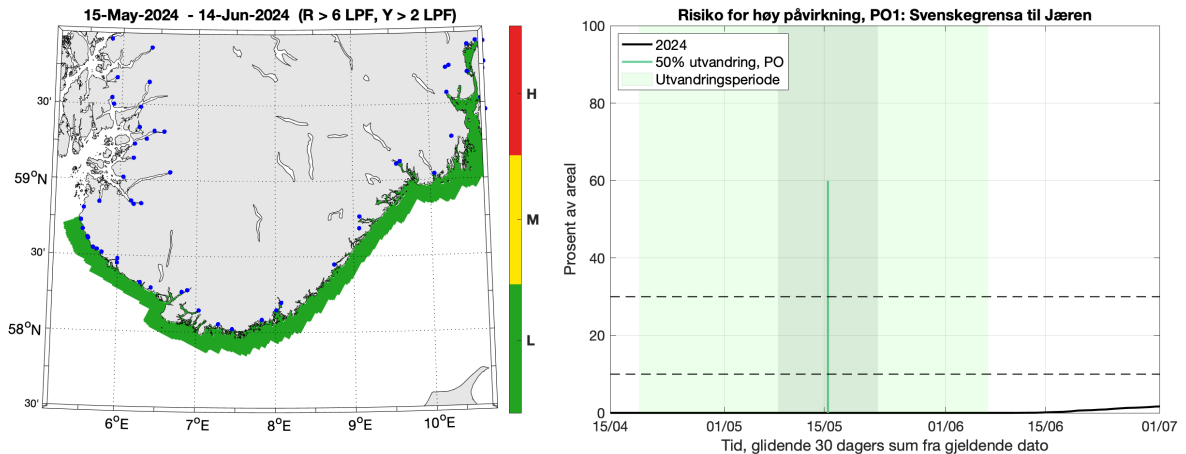 15-May-2024 - 14-Jun-2024 (R > 6 LPF, Y > 2 LPF)
30'
59°N
30'
58°N
30'
6°E
7°E
8°E
9°E
10°E
H
M
L
Risiko for høy påvirkning, PO1: Svenskegrensa til Jæren
Prosent av areal
100
80
60
40
20
0
2024
50% utvandring, PO
Utvandringsperiode
15/04
01/05
15/05
01/06
15/06
01/07
Tid, glidende 30 dagers sum fra gjeldende dato